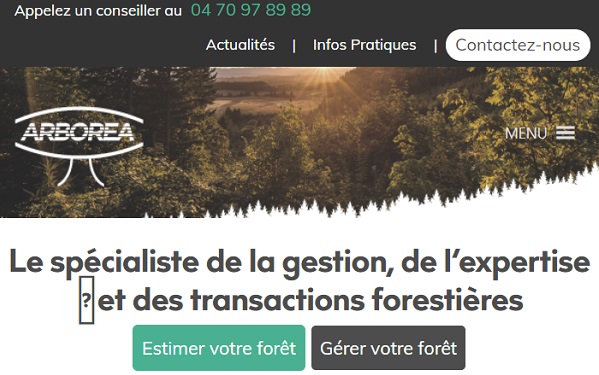 Appelez un conseiller au 04 70 97 89 89
Actualités | Infos Pratiques | Contactez-nous
ARBOREA
MENU
Le spécialiste de la gestion, de l’expertise
? et des transactions forestières
Estimer votre forêt Gérer votre forêt